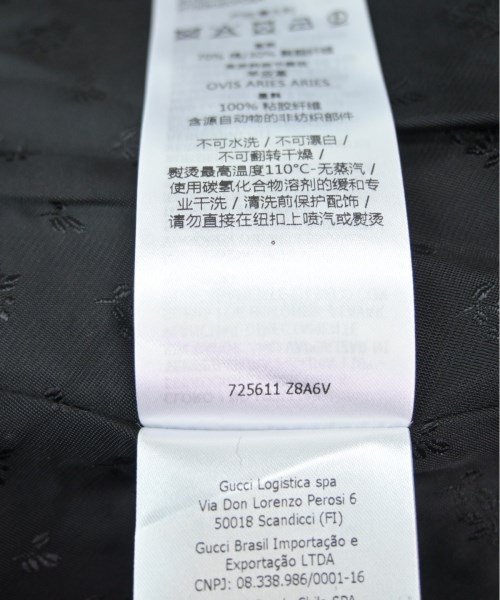 OVIS ARIES ARIES
100% 粘胶纤维
含源自动物的非纺织部件
不可水洗 / 不可漂白 /
不可翻转干燥 /
熨烫最高温度110°C-无蒸汽 /
使用碳氢化合物溶剂的缓和专
业干洗 / 清洗前保护配饰 /
请勿直接在纽扣上喷汽或熨烫
。
725611 Z8A6V
Gucci Logistica spa
Via Don Lorenzo Perosi 6
50018 Scandicci (FI)
Gucci Brasil Importação e
Exportação LTDA
CNPJ: 08.338.986/0001-16